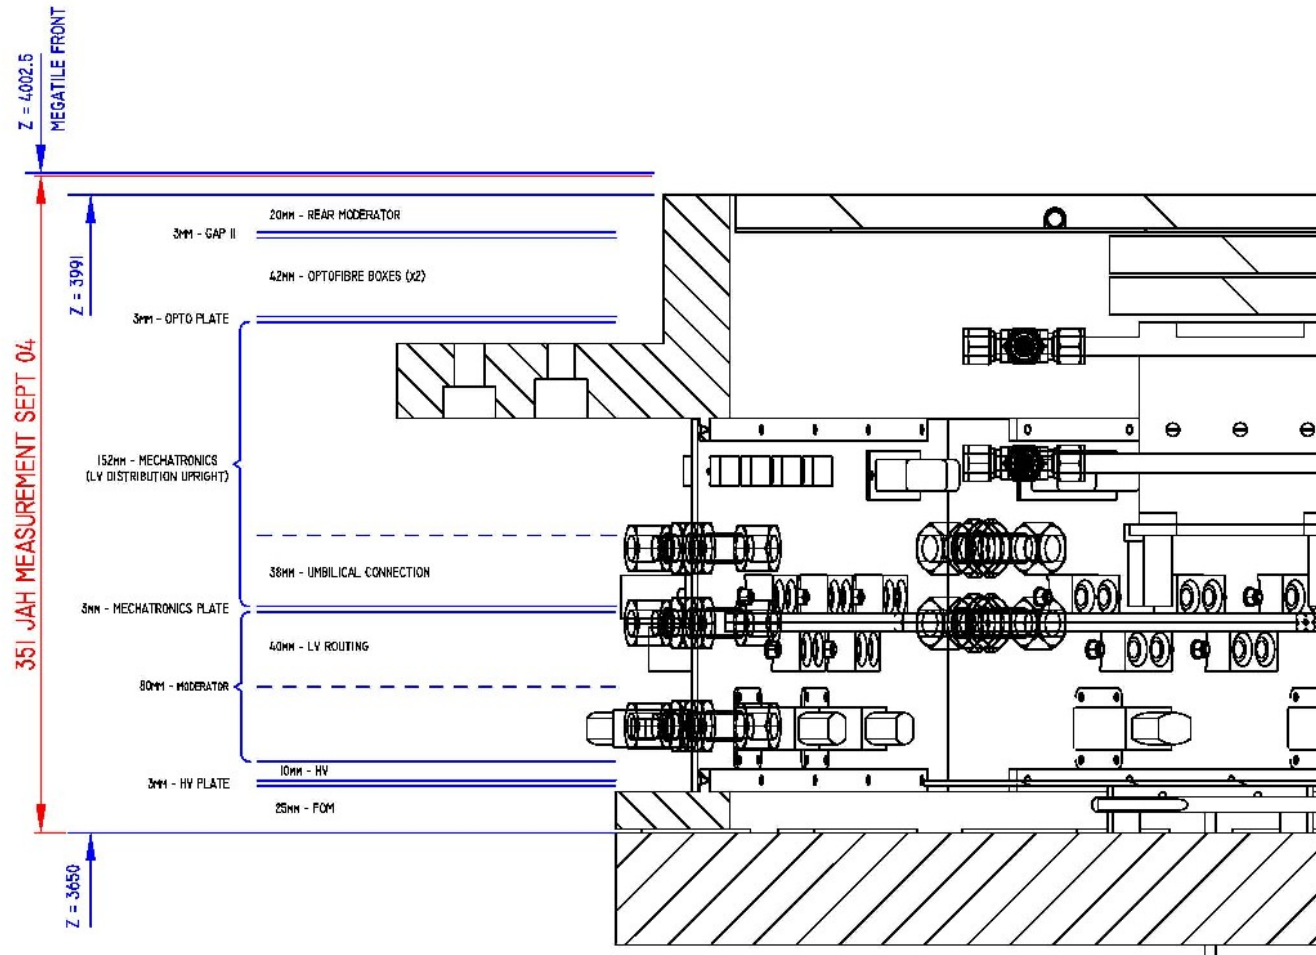 Z = 4002.5
MEGATILE FRONT
Z = 3991
351 JAH MEASUREMENT SEPT 04
20MM - REAR MODERATOR
3MM - GAP II
42MM - OPTOFIBRE BOXES (X2)
3MM - OPTO PLATE
152MM - MECHATRONICS
(LV DISTRIBUTION UPRIGHT)
38MM - UMBILICAL CONNECTION
3MM - MECHATRONICS PLATE
40MM - LV ROUTING
80MM - MODERATOR
10MM - HV
3MM - HV PLATE
25MM - FOM
Z = 3650